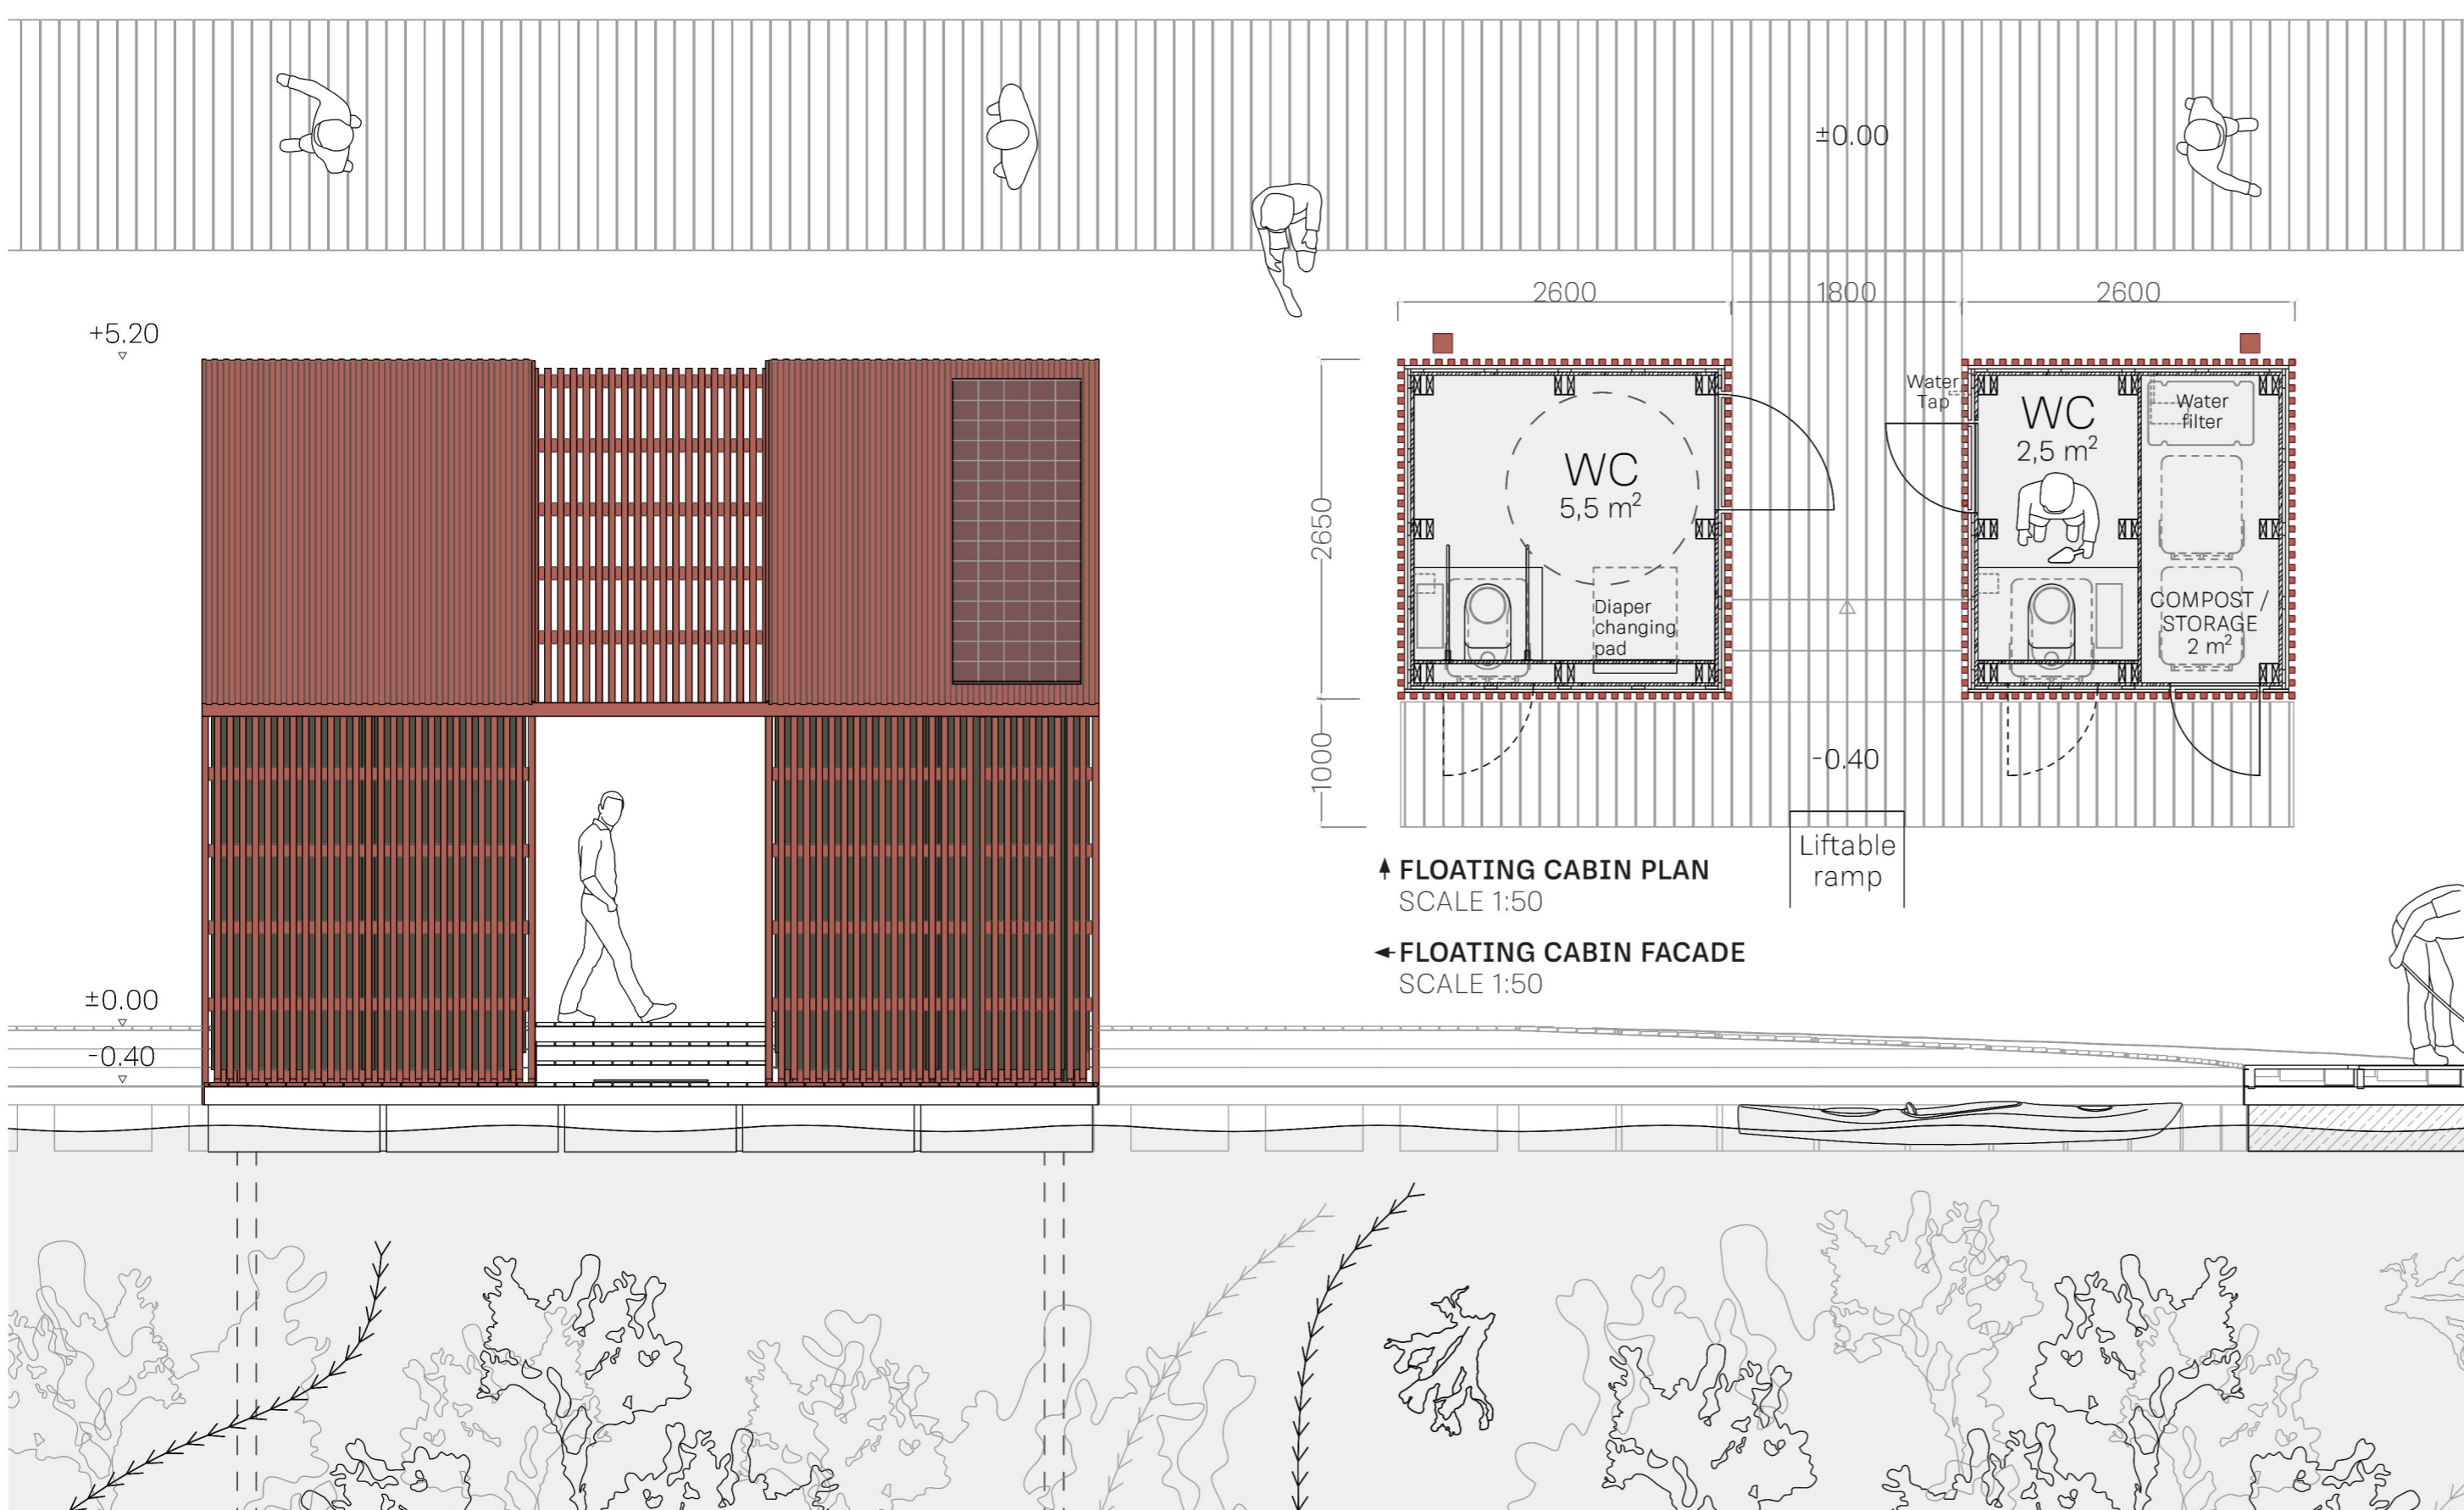 ±0.00
2600
1800
2600
+5.20
Water
Tap
WC
2,5 m²
Water
filter
WC
5,5 m²
2650
Diaper
changing
pad
COMPOST /
STORAGE
2 m²
1000
-0.40
Liftable
ramp
FLOATING CABIN PLAN
SCALE 1:50
FLOATING CABIN FACADE
SCALE 1:50
±0.00
-0.40